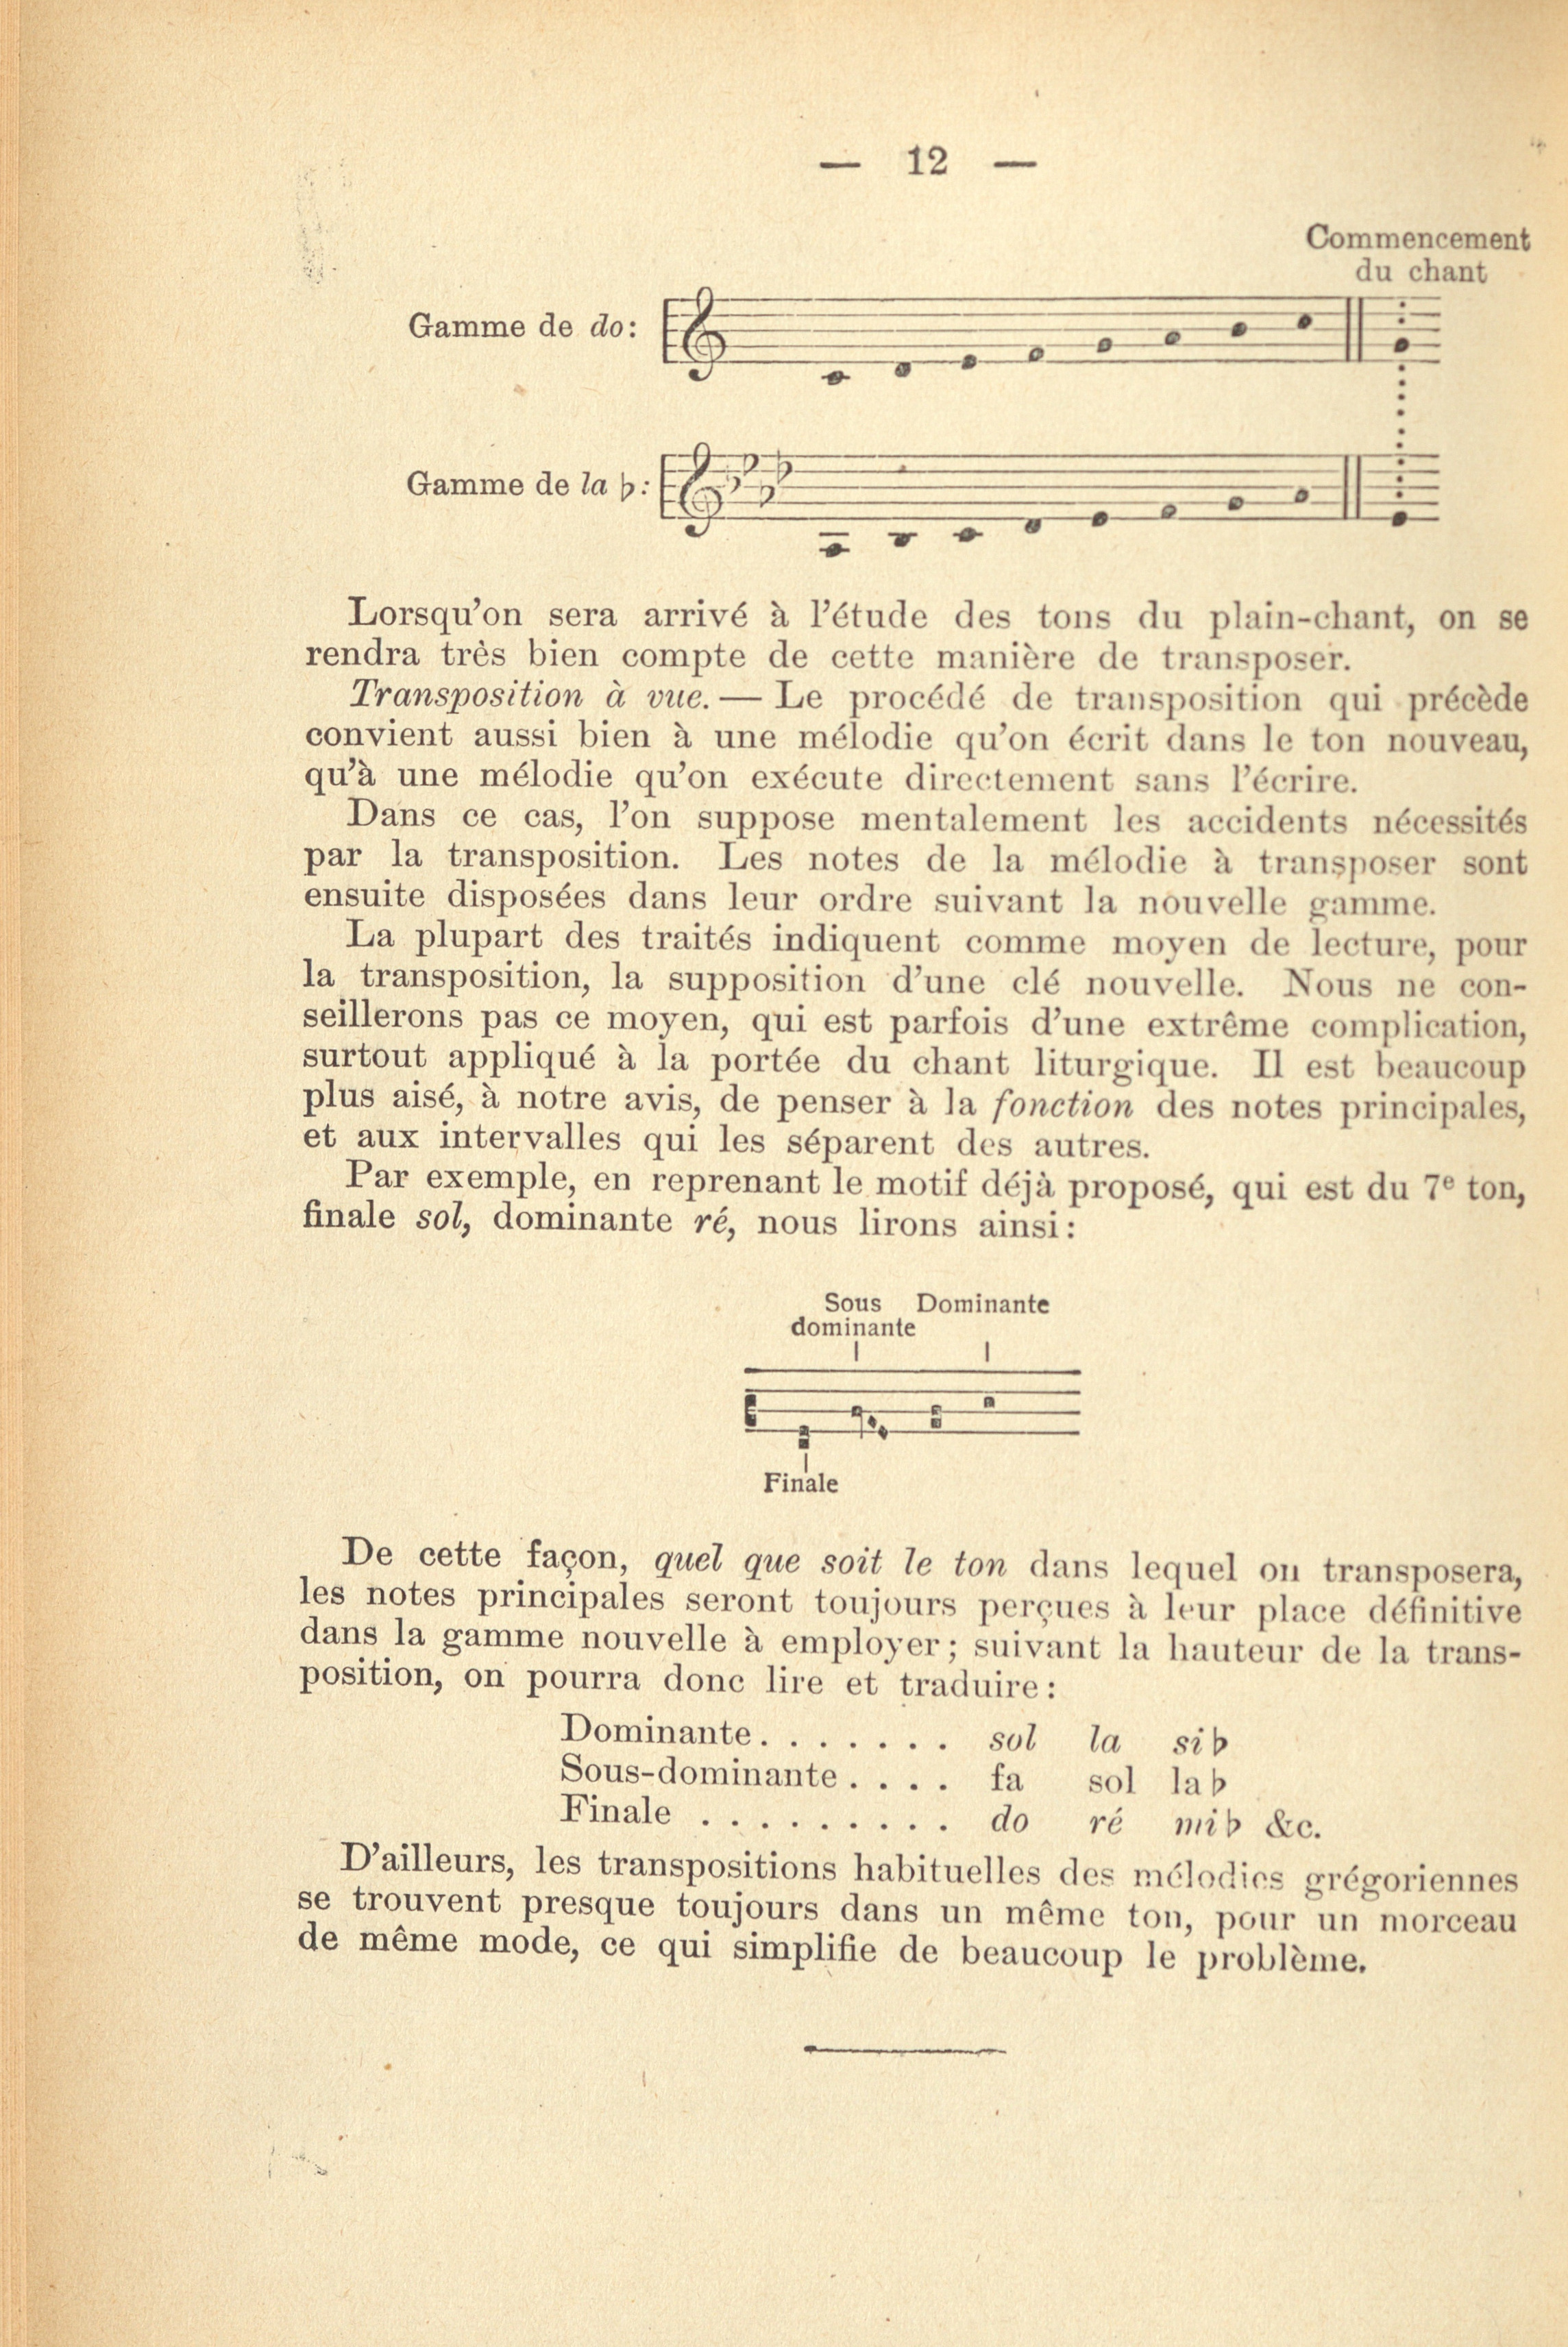 — 12 —
Commencement
du chant
Gamme de do:
Gamme de la ♭:
Lorsqu'on sera arrivé à l'étude des tons du plain-chant, on se
rendra très bien compte de cette manière de transposer.
Transposition à vue. — Le procédé de transposition qui précède
convient aussi bien à une mélodie qu'on écrit dans le ton nouveau,
qu'à une mélodie qu'on exécute directement sans l'écrire.
Dans ce cas, l'on suppose mentalement les accidents nécessités
par la transposition. Les notes de la mélodie à transposer sont
ensuite disposées dans leur ordre suivant la nouvelle gamme.
La plupart des traités indiquent comme moyen de lecture, pour
la transposition, la supposition d'une clé nouvelle. Nous ne con-
seillerons pas ce moyen, qui est parfois d'une extrême complication,
surtout appliqué à la portée du chant liturgique. Il est beaucoup
plus aisé, à notre avis, de penser à la fonction des notes principales,
et aux intervalles qui les séparent des autres.
Par exemple, en reprenant le motif déjà proposé, qui est du 7e ton,
finale sol, dominante ré, nous lirons ainsi:
Sous Dominante
dominante
Finale
De cette façon, quel que soit le ton dans lequel on transposera,
les notes principales seront toujours perçues à leur place définitive
dans la gamme nouvelle à employer; suivant la hauteur de la trans-
position, on pourra donc lire et traduire:
Dominante. . . . . . . sol la si♭
Sous-dominante . . . . fa sol la♭
Finale . . . . . . . . . do ré mi♭ &c.
D'ailleurs, les transpositions habituelles des mélodies grégoriennes
se trouvent presque toujours dans un même ton, pour un morceau
de même mode, ce qui simplifie de beaucoup le problème.